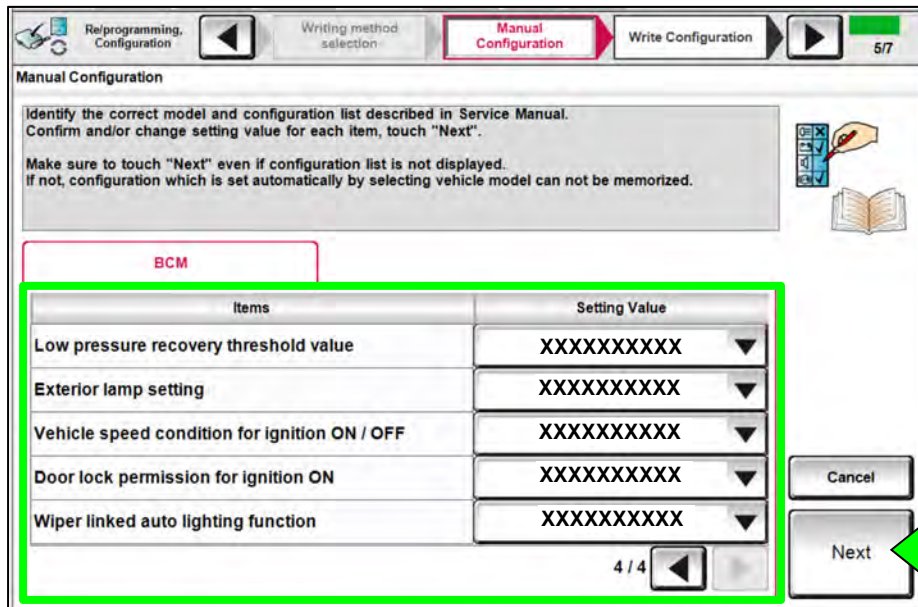 Re/programming,
Configuration
Writing method
selection
Manual
Configuration
Write Configuration
5/7
Manual Configuration
Identify the correct model and configuration list described in Service Manual.
Confirm and/or change setting value for each item, touch "Next".
Make sure to touch "Next" even if configuration list is not displayed.
If not, configuration which is set automatically by selecting vehicle model can not be memorized.
BCM
Items Setting Value
Low pressure recovery threshold value XXXXXXXXXX
Exterior lamp setting XXXXXXXXXX
Vehicle speed condition for ignition ON / OFF XXXXXXXXXX
Door lock permission for ignition ON XXXXXXXXXX
Wiper linked auto lighting function XXXXXXXXXX
Cancel
4 / 4
Next